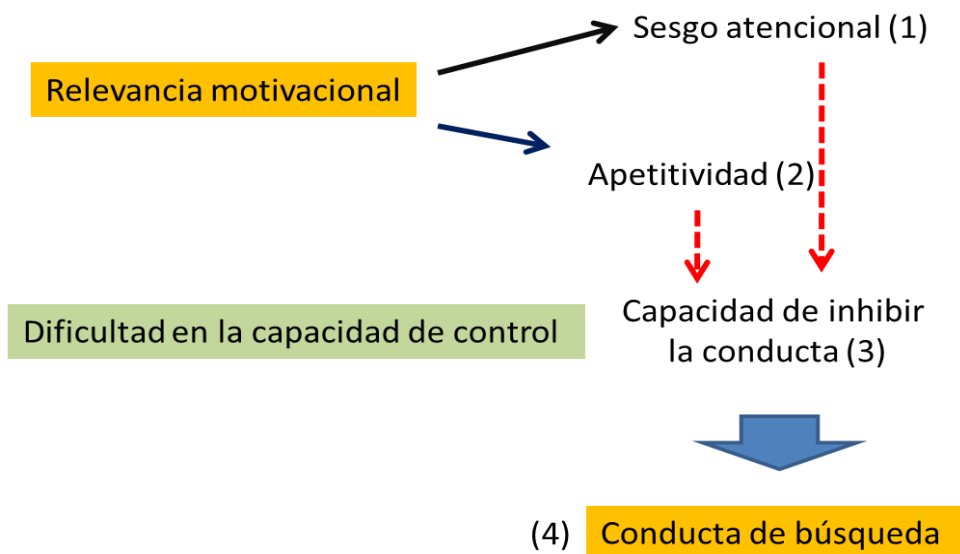 Sesgo atencional (1)
Relevancia motivacional
Apetitividad (2)
Capacidad de inhibir
la conducta (3)
Dificultad en la capacidad de control
(4) Conducta de búsqueda